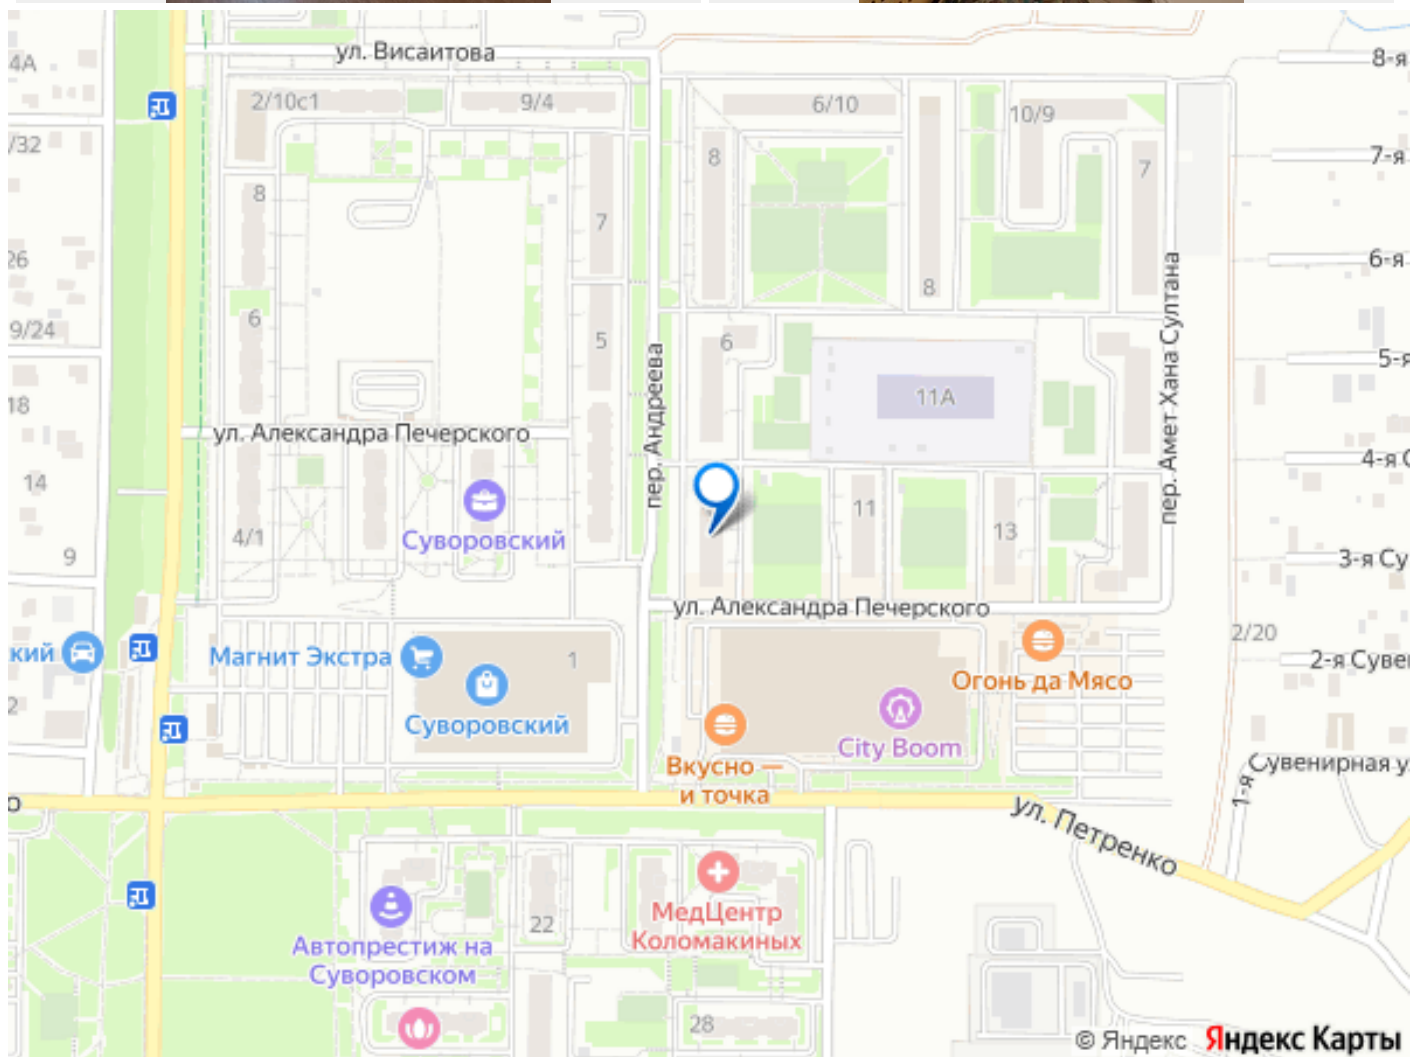 ул. Висаитова
8-я
4А
2/10с1
9/4
6/10
10/9
/32
7-я
8
7
8
7
26
6-я
8
6
9/24
5
6
5-я
пер. Андреева
пер. Амет Хана Султана
11А
18
ул. Александра Печерского
4-я С
14
11
Суворовский
4/1
13
9
3-я Су
ул. Александра Печерского
2/20
кий
Магнит Экстра
1
2-я Суве
Огонь да Мясо
2
Суворовский
City Boom
Вкусно —
и точка
1-я Сувенирная у
о
ул. Петренко
МедЦентр
Коломакиных
22
Автопрестиж на
Суворовском
28
© Яндекс Яндекс Карты